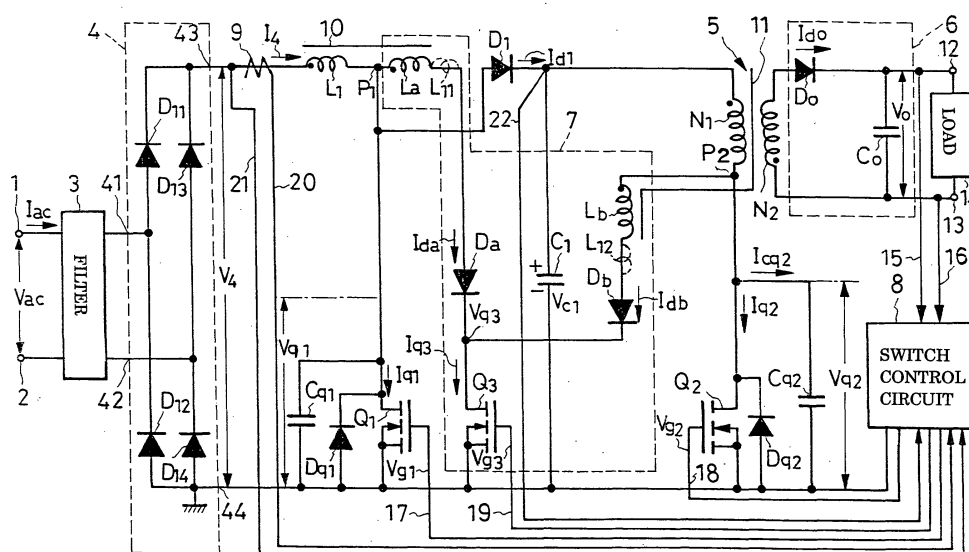 4
43
9
I4
10
L1
P1
La
L11
D1
Id1
5
11
Ido
6
12
Do
Vo
Co
LOAD
13
N1
P2
N2
22
7
D11
D13
21
20
1
Iac
3
41
FILTER
Vac
2
42
V4
Lb
L12
Db
Idb
Ida
Da
Vq3
+
-
C1
Vc1
Icq2
Iq2
15
8
16
Vq1
Iq3
Iq1
Q3
Q1
Cq1
Dq1
Vg1
Vg3
Q2
Vg2
18
Dq2
Cq2
Vq2
SWITCH
CONTROL
CIRCUIT
D12
D14
44
17
19